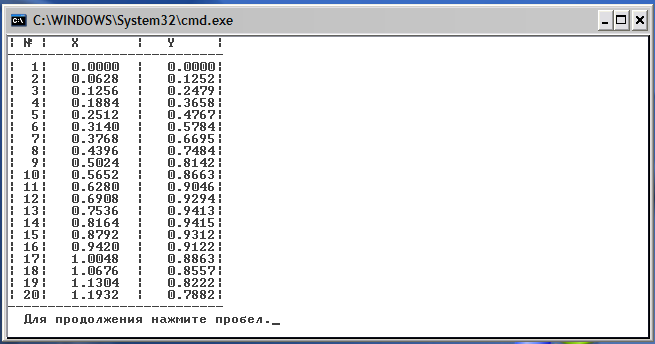 C:\WINDOWS\System32\cmd.exe
¦ № ¦ X ¦ Y ¦
----------------------------
¦ 1¦ 0.0000 ¦ 0.0000¦
¦ 2¦ 0.0628 ¦ 0.1252¦
¦ 3¦ 0.1256 ¦ 0.2479¦
¦ 4¦ 0.1884 ¦ 0.3658¦
¦ 5¦ 0.2512 ¦ 0.4767¦
¦ 6¦ 0.3140 ¦ 0.5784¦
¦ 7¦ 0.3768 ¦ 0.6695¦
¦ 8¦ 0.4396 ¦ 0.7484¦
¦ 9¦ 0.5024 ¦ 0.8142¦
¦ 10¦ 0.5652 ¦ 0.8663¦
¦ 11¦ 0.6280 ¦ 0.9046¦
¦ 12¦ 0.6908 ¦ 0.9294¦
¦ 13¦ 0.7536 ¦ 0.9413¦
¦ 14¦ 0.8164 ¦ 0.9415¦
¦ 15¦ 0.8792 ¦ 0.9312¦
¦ 16¦ 0.9420 ¦ 0.9122¦
¦ 17¦ 1.0048 ¦ 0.8863¦
¦ 18¦ 1.0676 ¦ 0.8557¦
¦ 19¦ 1.1304 ¦ 0.8222¦
¦ 20¦ 1.1932 ¦ 0.7882¦
----------------------------
Для продолжения нажмите пробел._